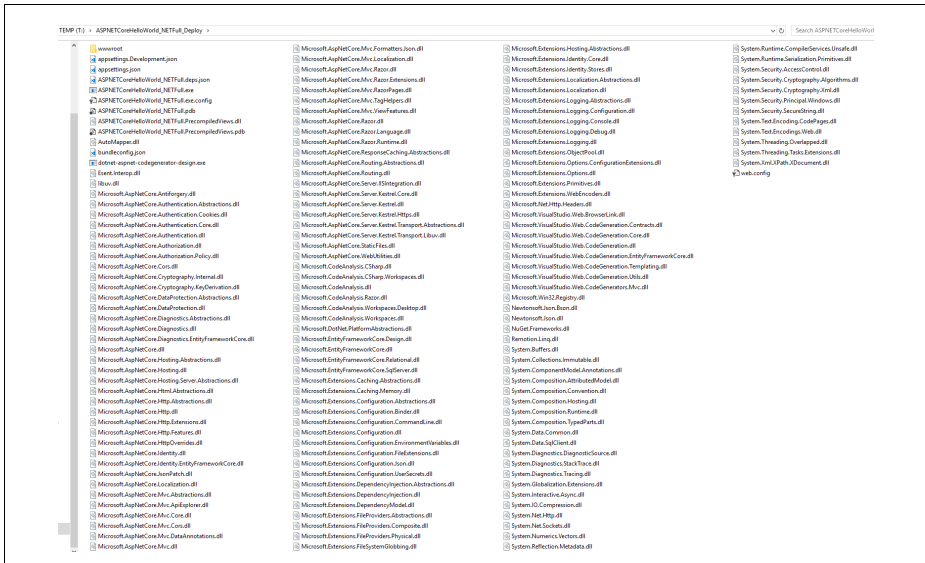 TEMP (T:) > ASPNETCoreHelloWorld_NETFull_Deploy >
Search ASPNETCoreHelloWorl
wwwroot
appsettings.Development.json
appsettings.json
ASPNETCoreHelloWorld_NETFull.deps.json
ASPNETCoreHelloWorld_NETFull.exe
ASPNETCoreHelloWorld_NETFull.exe.config
ASPNETCoreHelloWorld_NETFull.pdb
ASPNETCoreHelloWorld_NETFull.PrecompiledViews.dll
ASPNETCoreHelloWorld_NETFull.PrecompiledViews.pdb
AutoMapper.dll
bundleconfig.json
dotnet-aspnet-codegenerator-design.exe
Esent.Interop.dll
libuv.dll
Microsoft.AspNetCore.Antiforgery.dll
Microsoft.AspNetCore.Authentication.Abstractions.dll
Microsoft.AspNetCore.Authentication.Cookies.dll
Microsoft.AspNetCore.Authentication.Core.dll
Microsoft.AspNetCore.Authentication.dll
Microsoft.AspNetCore.Authorization.dll
Microsoft.AspNetCore.Authorization.Policy.dll
Microsoft.AspNetCore.Cors.dll
Microsoft.AspNetCore.Cryptography.Internal.dll
Microsoft.AspNetCore.Cryptography.KeyDerivation.dll
Microsoft.AspNetCore.DataProtection.Abstractions.dll
Microsoft.AspNetCore.DataProtection.dll
Microsoft.AspNetCore.Diagnostics.Abstractions.dll
Microsoft.AspNetCore.Diagnostics.dll
Microsoft.AspNetCore.Diagnostics.EntityFrameworkCore.dll
Microsoft.AspNetCore.dll
Microsoft.AspNetCore.Hosting.Abstractions.dll
Microsoft.AspNetCore.Hosting.dll
Microsoft.AspNetCore.Hosting.Server.Abstractions.dll
Microsoft.AspNetCore.Html.Abstractions.dll
Microsoft.AspNetCore.Http.Abstractions.dll
Microsoft.AspNetCore.Http.dll
Microsoft.AspNetCore.Http.Extensions.dll
Microsoft.AspNetCore.Http.Features.dll
Microsoft.AspNetCore.HttpOverrides.dll
Microsoft.AspNetCore.Identity.dll
Microsoft.AspNetCore.Identity.EntityFrameworkCore.dll
Microsoft.AspNetCore.JsonPatch.dll
Microsoft.AspNetCore.Localization.dll
Microsoft.AspNetCore.Mvc.Abstractions.dll
Microsoft.AspNetCore.Mvc.ApiExplorer.dll
Microsoft.AspNetCore.Mvc.Core.dll
Microsoft.AspNetCore.Mvc.Cors.dll
Microsoft.AspNetCore.Mvc.DataAnnotations.dll
Microsoft.AspNetCore.Mvc.dll
Microsoft.AspNetCore.Mvc.Formatters.Json.dll
Microsoft.AspNetCore.Mvc.Localization.dll
Microsoft.AspNetCore.Mvc.Razor.dll
Microsoft.AspNetCore.Mvc.Razor.Extensions.dll
Microsoft.AspNetCore.Mvc.RazorPages.dll
Microsoft.AspNetCore.Mvc.TagHelpers.dll
Microsoft.AspNetCore.Mvc.ViewFeatures.dll
Microsoft.AspNetCore.Razor.dll
Microsoft.AspNetCore.Razor.Language.dll
Microsoft.AspNetCore.Razor.Runtime.dll
Microsoft.AspNetCore.ResponseCaching.Abstractions.dll
Microsoft.AspNetCore.Routing.Abstractions.dll
Microsoft.AspNetCore.Routing.dll
Microsoft.AspNetCore.Server.IISIntegration.dll
Microsoft.AspNetCore.Server.Kestrel.Core.dll
Microsoft.AspNetCore.Server.Kestrel.dll
Microsoft.AspNetCore.Server.Kestrel.Https.dll
Microsoft.AspNetCore.Server.Kestrel.Transport.Abstractions.dll
Microsoft.AspNetCore.Server.Kestrel.Transport.Libuv.dll
Microsoft.AspNetCore.StaticFiles.dll
Microsoft.AspNetCore.WebUtilities.dll
Microsoft.CodeAnalysis.CSharp.dll
Microsoft.CodeAnalysis.CSharp.Workspaces.dll
Microsoft.CodeAnalysis.dll
Microsoft.CodeAnalysis.Razor.dll
Microsoft.CodeAnalysis.Workspaces.Desktop.dll
Microsoft.CodeAnalysis.Workspaces.dll
Microsoft.DotNet.PlatformAbstractions.dll
Microsoft.EntityFrameworkCore.Design.dll
Microsoft.EntityFrameworkCore.dll
Microsoft.EntityFrameworkCore.Relational.dll
Microsoft.EntityFrameworkCore.SqlServer.dll
Microsoft.Extensions.Caching.Abstractions.dll
Microsoft.Extensions.Caching.Memory.dll
Microsoft.Extensions.Configuration.Abstractions.dll
Microsoft.Extensions.Configuration.Binder.dll
Microsoft.Extensions.Configuration.CommandLine.dll
Microsoft.Extensions.Configuration.dll
Microsoft.Extensions.Configuration.EnvironmentVariables.dll
Microsoft.Extensions.Configuration.FileExtensions.dll
Microsoft.Extensions.Configuration.Json.dll
Microsoft.Extensions.Configuration.UserSecrets.dll
Microsoft.Extensions.DependencyInjection.Abstractions.dll
Microsoft.Extensions.DependencyInjection.dll
Microsoft.Extensions.DependencyModel.dll
Microsoft.Extensions.FileProviders.Abstractions.dll
Microsoft.Extensions.FileProviders.Composite.dll
Microsoft.Extensions.FileProviders.Physical.dll
Microsoft.Extensions.FileSystemGlobbing.dll
Microsoft.Extensions.Hosting.Abstractions.dll
Microsoft.Extensions.Identity.Core.dll
Microsoft.Extensions.Identity.Stores.dll
Microsoft.Extensions.Localization.Abstractions.dll
Microsoft.Extensions.Localization.dll
Microsoft.Extensions.Logging.Abstractions.dll
Microsoft.Extensions.Logging.Configuration.dll
Microsoft.Extensions.Logging.Console.dll
Microsoft.Extensions.Logging.Debug.dll
Microsoft.Extensions.Logging.dll
Microsoft.Extensions.ObjectPool.dll
Microsoft.Extensions.Options.ConfigurationExtensions.dll
Microsoft.Extensions.Options.dll
Microsoft.Extensions.Primitives.dll
Microsoft.Extensions.WebEncoders.dll
Microsoft.Net.Http.Headers.dll
Microsoft.VisualStudio.Web.BrowserLink.dll
Microsoft.VisualStudio.Web.CodeGeneration.Contracts.dll
Microsoft.VisualStudio.Web.CodeGeneration.Core.dll
Microsoft.VisualStudio.Web.CodeGeneration.dll
Microsoft.VisualStudio.Web.CodeGeneration.EntityFrameworkCore.dll
Microsoft.VisualStudio.Web.CodeGeneration.Templating.dll
Microsoft.VisualStudio.Web.CodeGeneration.Utils.dll
Microsoft.VisualStudio.Web.CodeGenerators.Mvc.dll
Microsoft.Win32.Registry.dll
Newtonsoft.Json.Bson.dll
Newtonsoft.Json.dll
NuGet.Frameworks.dll
Remotion.Linq.dll
System.Buffers.dll
System.Collections.Immutable.dll
System.ComponentModel.Annotations.dll
System.Composition.AttributedModel.dll
System.Composition.Convention.dll
System.Composition.Hosting.dll
System.Composition.Runtime.dll
System.Composition.TypedParts.dll
System.Data.Common.dll
System.Data.SqlClient.dll
System.Diagnostics.DiagnosticSource.dll
System.Diagnostics.StackTrace.dll
System.Diagnostics.Tracing.dll
System.Globalization.Extensions.dll
System.Interactive.Async.dll
System.IO.Compression.dll
System.Net.Http.dll
System.Net.Sockets.dll
System.Numerics.Vectors.dll
System.Reflection.Metadata.dll
System.Runtime.CompilerServices.Unsafe.dll
System.Runtime.Serialization.Primitives.dll
System.Security.AccessControl.dll
System.Security.Cryptography.Algorithms.dll
System.Security.Cryptography.Xml.dll
System.Security.Principal.Windows.dll
System.Security.SecureString.dll
System.Text.Encoding.CodePages.dll
System.Text.Encodings.Web.dll
System.Threading.Overlapped.dll
System.Threading.Tasks.Extensions.dll
System.Xml.XPath.XDocument.dll
web.config